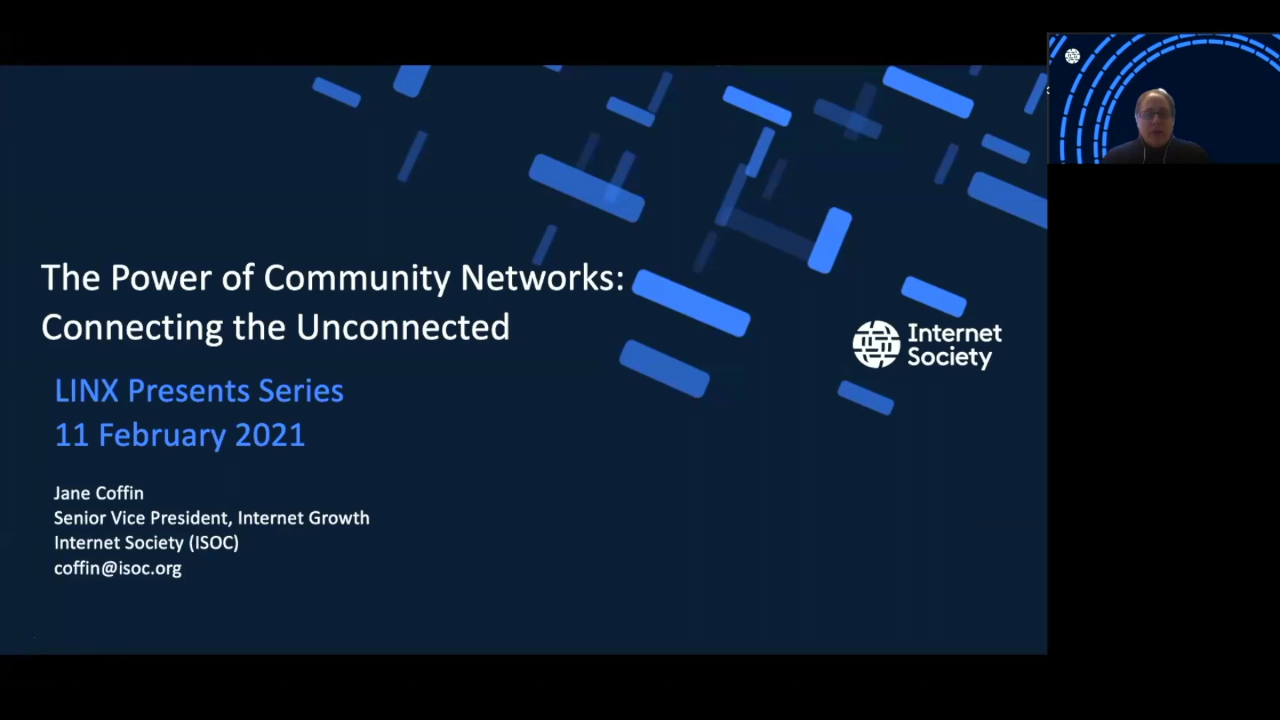 The Power of Community Networks:
Connecting the Unconnected
LINX Presents Series
11 February 2021
Jane Coffin
Senior Vice President, Internet Growth
Internet Society (ISOC)
coffin@isoc.org
Internet
Society